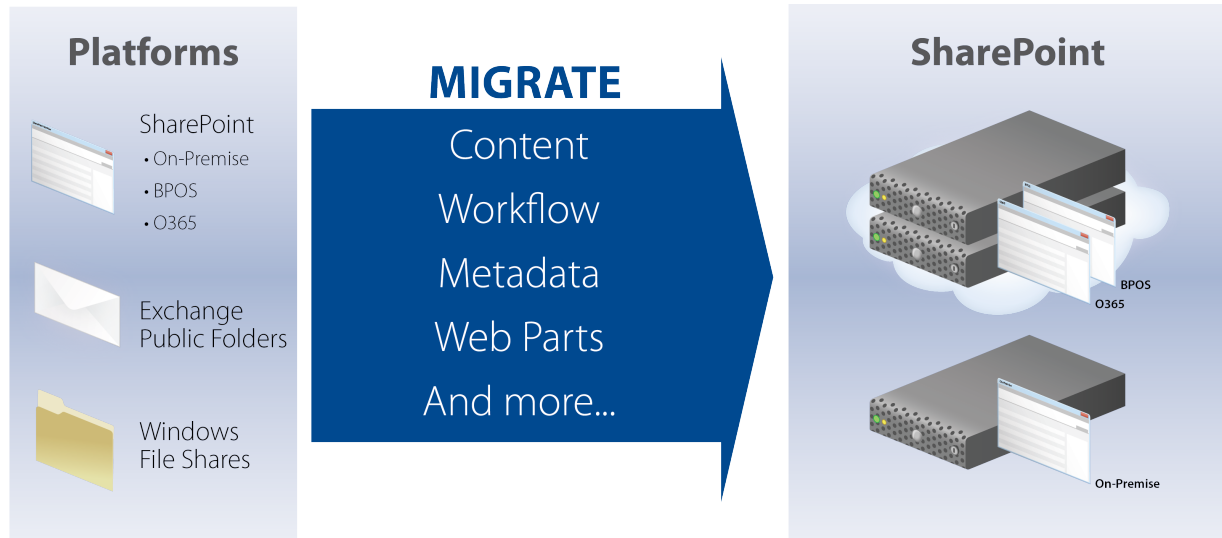 Platforms
SharePoint
• On-Premise
• BPOS
• O365
Exchange
Public Folders
Windows
File Shares
MIGRATE
Content
Workflow
Metadata
Web Parts
And more...
SharePoint
BPOS
O365
On-Premise